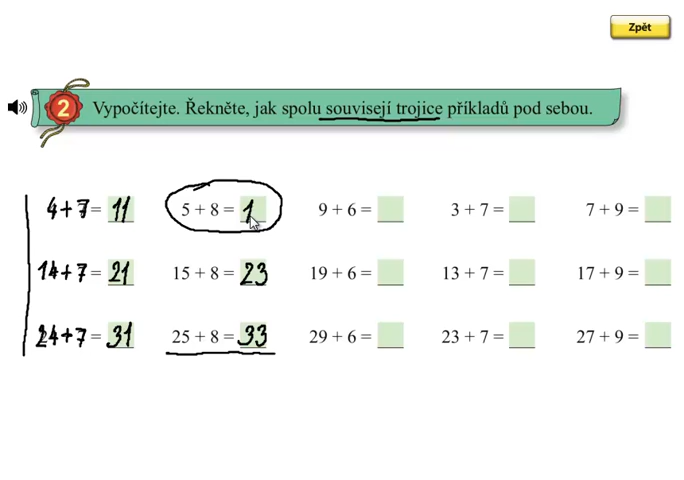 Zpět
2 Vypočítejte. Řekněte, jak spolu souvisejí trojice příkladů pod sebou.
4+7= 11 5 + 8 = 1 9 + 6 = 3 + 7 = 7 + 9 =
14+7= 21 15 + 8 = 23 19 + 6 = 13 + 7 = 17 + 9 =
24+7= 31 25 + 8 = 33 29 + 6 = 23 + 7 = 27 + 9 =